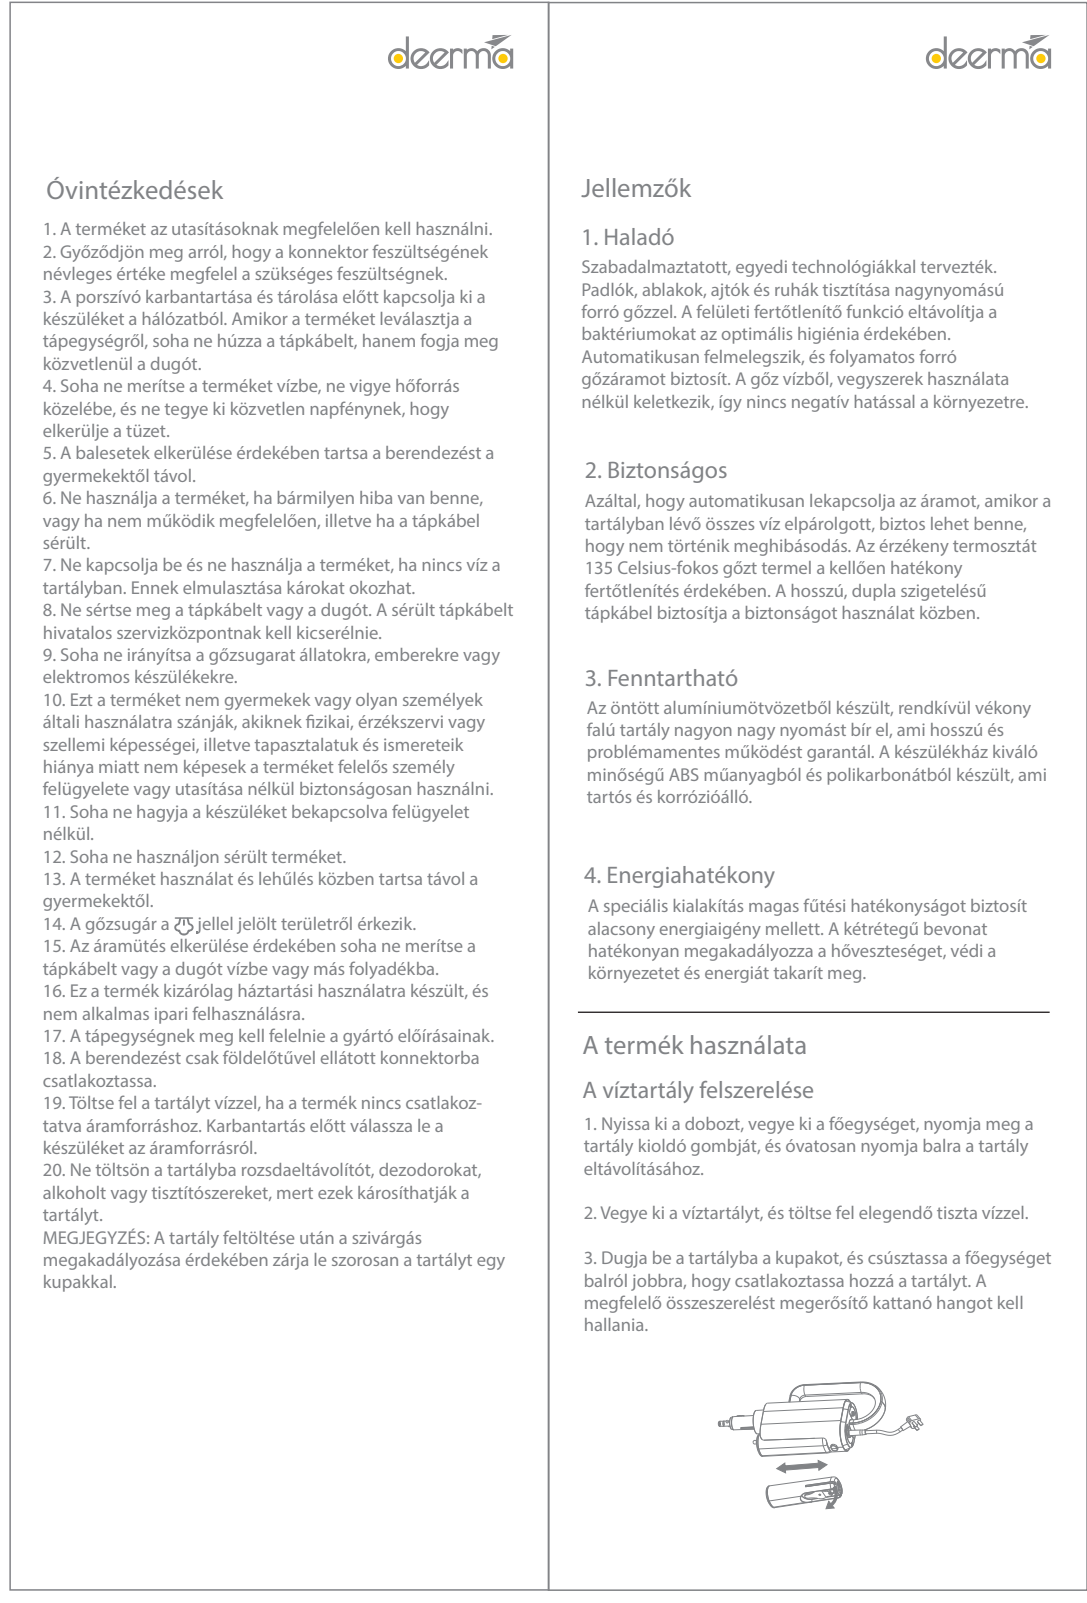 deerma
Óvintézkedések
1. A terméket az utasításoknak megfelelően kell használni.
2. Győződjön meg arról, hogy a konnektor feszültségének
névleges értéke megfelel a szükséges feszültségnek.
3. A porszívó karbantartása és tárolása előtt kapcsolja ki a
készüléket a hálózatból. Amikor a terméket leválasztja a
tápegységről, soha ne húzza a tápkábelt, hanem fogja meg
közvetlenül a dugót.
4. Soha ne merítse a terméket vízbe, ne vigye hőforrás
közelébe, és ne tegye ki közvetlen napfénynek, hogy
elkerülje a tüzet.
5. A balesetek elkerülése érdekében tartsa a berendezést a
gyermekektől távol.
6. Ne használja a terméket, ha bármilyen hiba van benne,
vagy ha nem működik megfelelően, illetve ha a tápkábel
sérült.
7. Ne kapcsolja be és ne használja a terméket, ha nincs víz a
tartályban. Ennek elmulasztása károkat okozhat.
8. Ne sértse meg a tápkábelt vagy a dugót. A sérült tápkábelt
hivatalos szervizközpontnak kell kicserélnie.
9. Soha ne irányítsa a gőzsugarat állatokra, emberekre vagy
elektromos készülékekre.
10. Ezt a terméket nem gyermekek vagy olyan személyek
általi használatra szánják, akiknek fizikai, érzékszervi vagy
szellemi képességei, illetve tapasztalatuk és ismereteik
hiánya miatt nem képesek a terméket felelős személy
felügyelete vagy utasítása nélkül biztonságosan használni.
11. Soha ne hagyja a készüléket bekapcsolva felügyelet
nélkül.
12. Soha ne használjon sérült terméket.
13. A terméket használat és lehűlés közben tartsa távol a
gyermekektől.
14. A gőzsugár a jellel jelölt területről érkezik.
15. Az áramütés elkerülése érdekében soha ne merítse a
tápkábelt vagy a dugót vízbe vagy más folyadékba.
16. Ez a termék kizárólag háztartási használatra készült, és
nem alkalmas ipari felhasználásra.
17. A tápegységnek meg kell felelnie a gyártó előírásainak.
18. A berendezést csak földelőtűvel ellátott konnektorba
csatlakoztassa.
19. Töltse fel a tartályt vízzel, ha a termék nincs csatlakoz-
tatva áramforráshoz. Karbantartás előtt válassza le a
készüléket az áramforrásról.
20. Ne töltsön a tartályba rozsdaeltávolítót, dezodorokat,
alkoholt vagy tisztítószereket, mert ezek károsíthatják a
tartályt.
MEGJEGYZÉS: A tartály feltöltése után a szivárgás
megakadályozása érdekében zárja le szorosan a tartályt egy
kupakkal.
deerma
Jellemzők
1. Haladó
Szabadalmaztatott, egyedi technológiákkal tervezték.
Padlók, ablakok, ajtók és ruhák tisztítása nagynyomású
forró gőzzel. A felületi fertőtlenítő funkció eltávolítja a
baktériumokat az optimális higiénia érdekében.
Automatikusan felmelegszik, és folyamatos forró
gőzáramot biztosít. A gőz vízből, vegyszerek használata
nélkül keletkezik, így nincs negatív hatással a környezetre.
2. Biztonságos
Azáltal, hogy automatikusan lekapcsolja az áramot, amikor a
tartályban lévő összes víz elpárolgott, biztos lehet benne,
hogy nem történik meghibásodás. Az érzékeny termosztát
135 Celsius-fokos gőzt termel a kellően hatékony
fertőtlenítés érdekében. A hosszú, dupla szigetelésű
tápkábel biztosítja a biztonságot használat közben.
3. Fenntartható
Az öntött alumíniumötvözetből készült, rendkívül vékony
falú tartály nagyon nagy nyomást bír el, ami hosszú és
problémamentes működést garantál. A készülékház kiváló
minőségű ABS műanyagból és polikarbonátból készült, ami
tartós és korrózióálló.
4. Energiahatékony
A speciális kialakítás magas fűtési hatékonyságot biztosít
alacsony energiaigény mellett. A kétrétegű bevonat
hatékonyan megakadályozza a hőveszteséget, védi a
környezetet és energiát takarít meg.
A termék használata
A víztartály felszerelése
1. Nyissa ki a dobozt, vegye ki a főegységet, nyomja meg a
tartály kioldó gombját, és óvatosan nyomja balra a tartály
eltávolításához.
2. Vegye ki a víztartályt, és töltse fel elegendő tiszta vízzel.
3. Dugja be a tartályba a kupakot, és csúsztassa a főegységet
balról jobbra, hogy csatlakoztassa hozzá a tartályt. A
megfelelő összeszerelést megerősítő kattanó hangot kell
hallania.